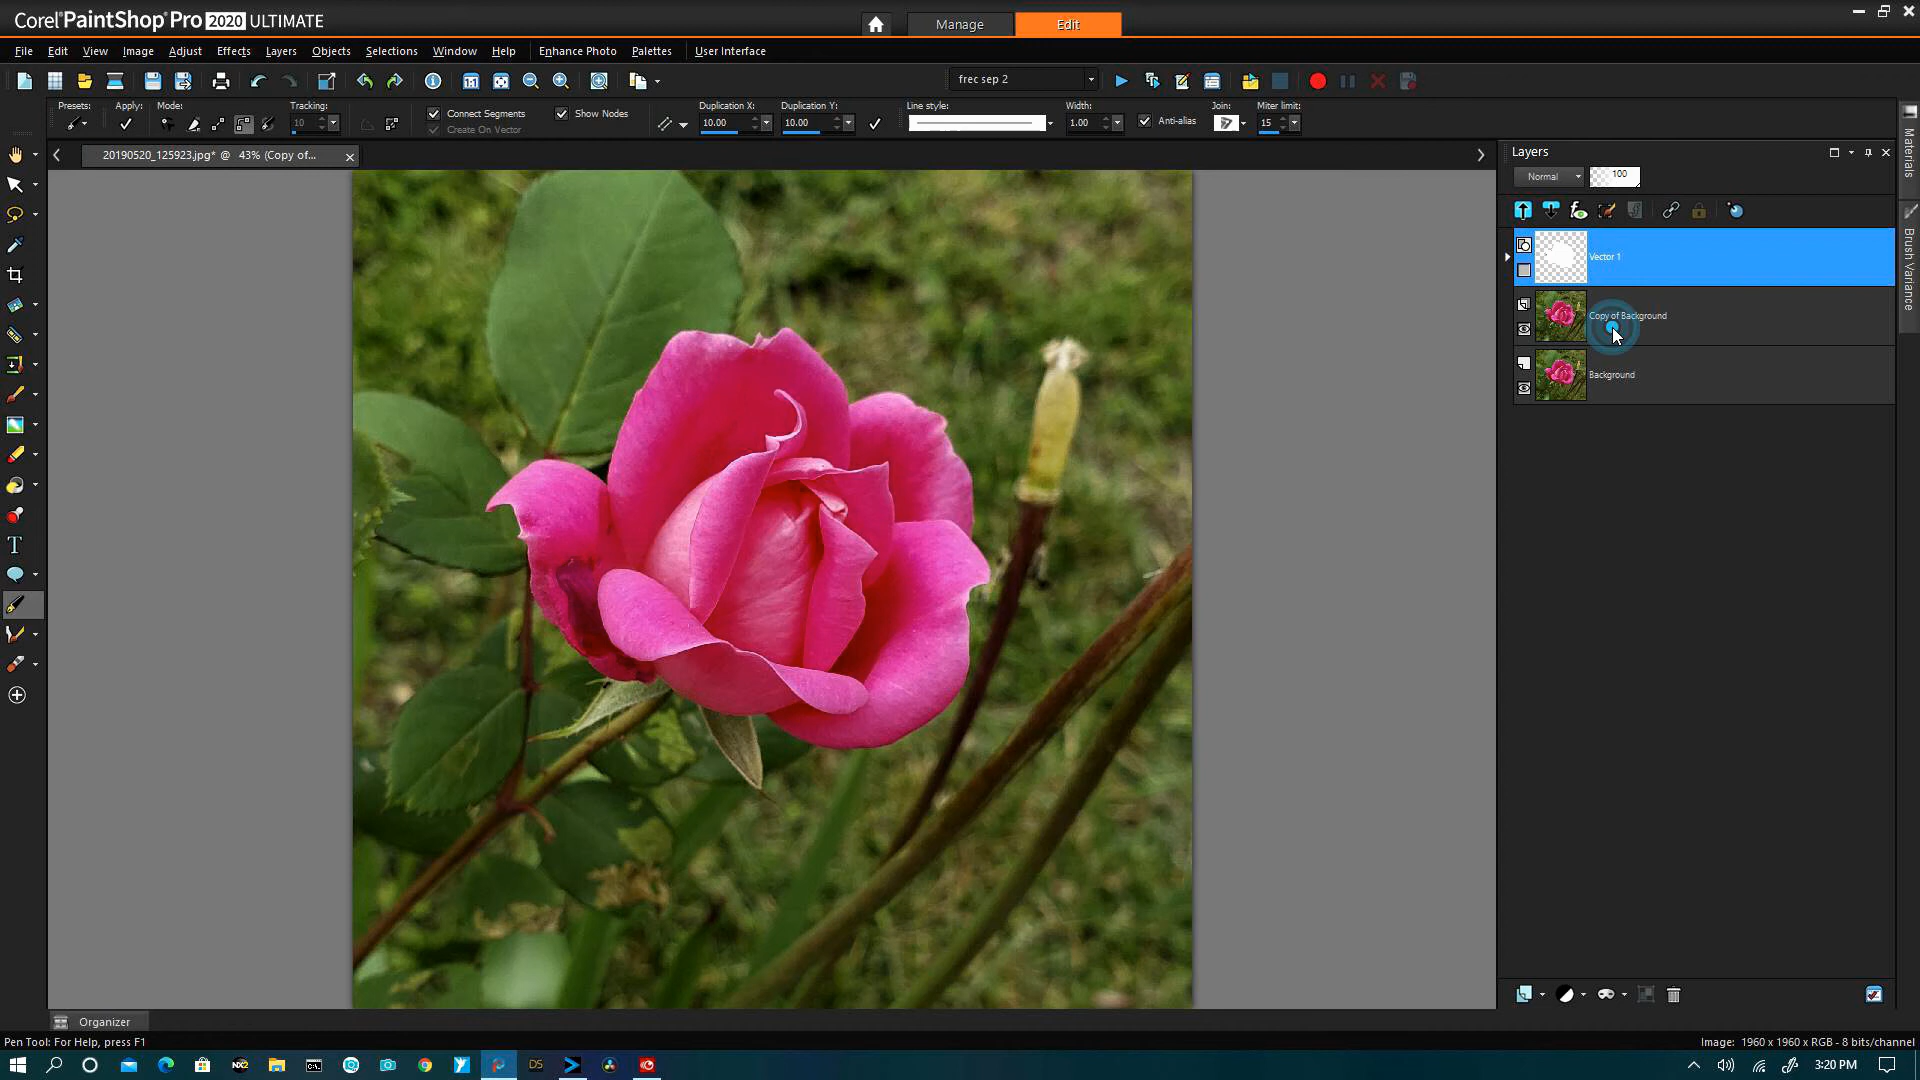 Corel PaintShop Pro 2020 ULTIMATE
Manage
Edit
File Edit View Image Adjust Effects Layers Objects Selections Window Help Enhance Photo Palettes User Interface
frec sep 2
Presets: Apply: Mode: Tracking: Connect Segments Show Nodes Duplication X: Duplication Y: Line style: Width: Join: Miter limit:
10 Create On Vector 10.00 10.00 1.00 Anti-alias 15
20190520_125923.jpg* @ 43% (Copy of...
Layers
Normal 100
Materials
Brush Variance
Vector 1
Copy of Background
Background
Organizer
Pen Tool: For Help, press F1
Image: 1960 x 1960 x RGB - 8 bits/channel
NX2
DS
3:20 PM